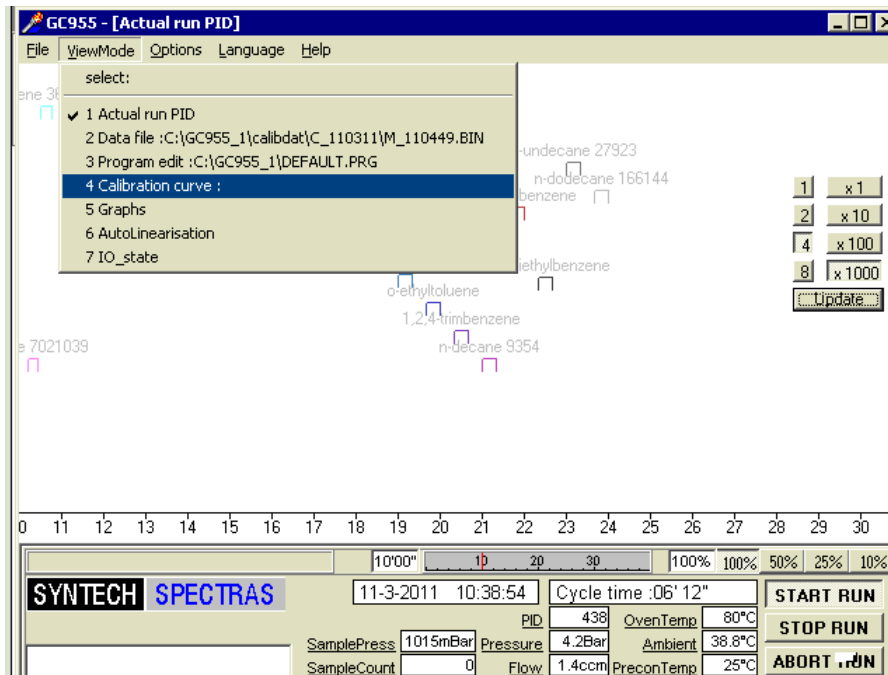 GC955 - [Actual run PID]
File ViewMode Options Language Help
select:
1 Actual run PID
2 Data file :C:\GC955_1\calibdat\C_110311\M_110449.BIN
3 Program edit :C:\GC955_1\DEFAULT.PRG
4 Calibration curve :
5 Graphs
6 AutoLinearisation
7 IO_state
ene 36
-undecane 27923
n-dodecane 166144
benzene
1 x 1
2 x 10
4 x 100
8 x 1000
Update
iethylbenzene
o-ethyltoluene
1,2,4-trimbenzene
n-decane 9354
e 7021039
0 11 12 13 14 15 16 17 18 19 20 21 22 23 24 25 26 27 28 29 30
10'00" 10 20 30 100% 100% 50% 25% 10%
SYNTECH SPECTRAS
11-3-2011 10:38:54 Cycle time :06' 12"
START RUN
PID 438 OvenTemp 80°C
STOP RUN
SamplePress 1015mBar Pressure 4.2Bar Ambient 38.8°C
SampleCount 0 Flow 1.4ccm PreconTemp 25°C
ABORT RUN